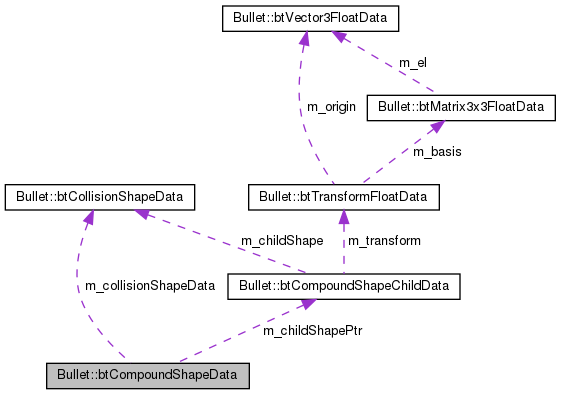 Bullet::btVector3FloatData
m_el
Bullet::btMatrix3x3FloatData
m_origin
m_basis
Bullet::btCollisionShapeData
Bullet::btTransformFloatData
m_childShape
m_transform
m_collisionShapeData
Bullet::btCompoundShapeChildData
m_childShapePtr
Bullet::btCompoundShapeData